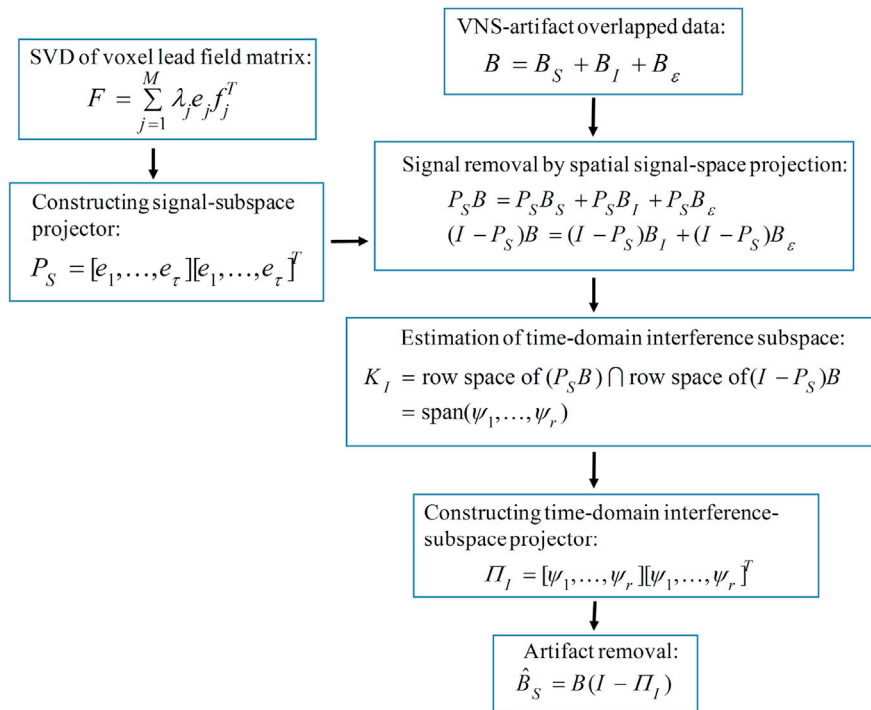 SVD of voxel lead field matrix:
F = ∑_{j=1}^{M} λ_j e_j f_j^T
Constructing signal-subspace
projector:
P_S = [e_1,…,e_τ][e_1,…,e_τ]^T
VNS-artifact overlapped data:
B = B_S + B_I + B_ε
Signal removal by spatial signal-space projection:
P_S B = P_S B_S + P_S B_I + P_S B_ε
(I − P_S)B = (I − P_S)B_I + (I − P_S)B_ε
Estimation of time-domain interference subspace:
K_I = row space of (P_S B) ⋂ row space of(I − P_S)B
= span(ψ_1,…,ψ_r)
Constructing time-domain interference-
subspace projector:
Π_I = [ψ_1,…,ψ_r][ψ_1,…,ψ_r]^T
Artifact removal:
B̂_S = B(I − Π_I)